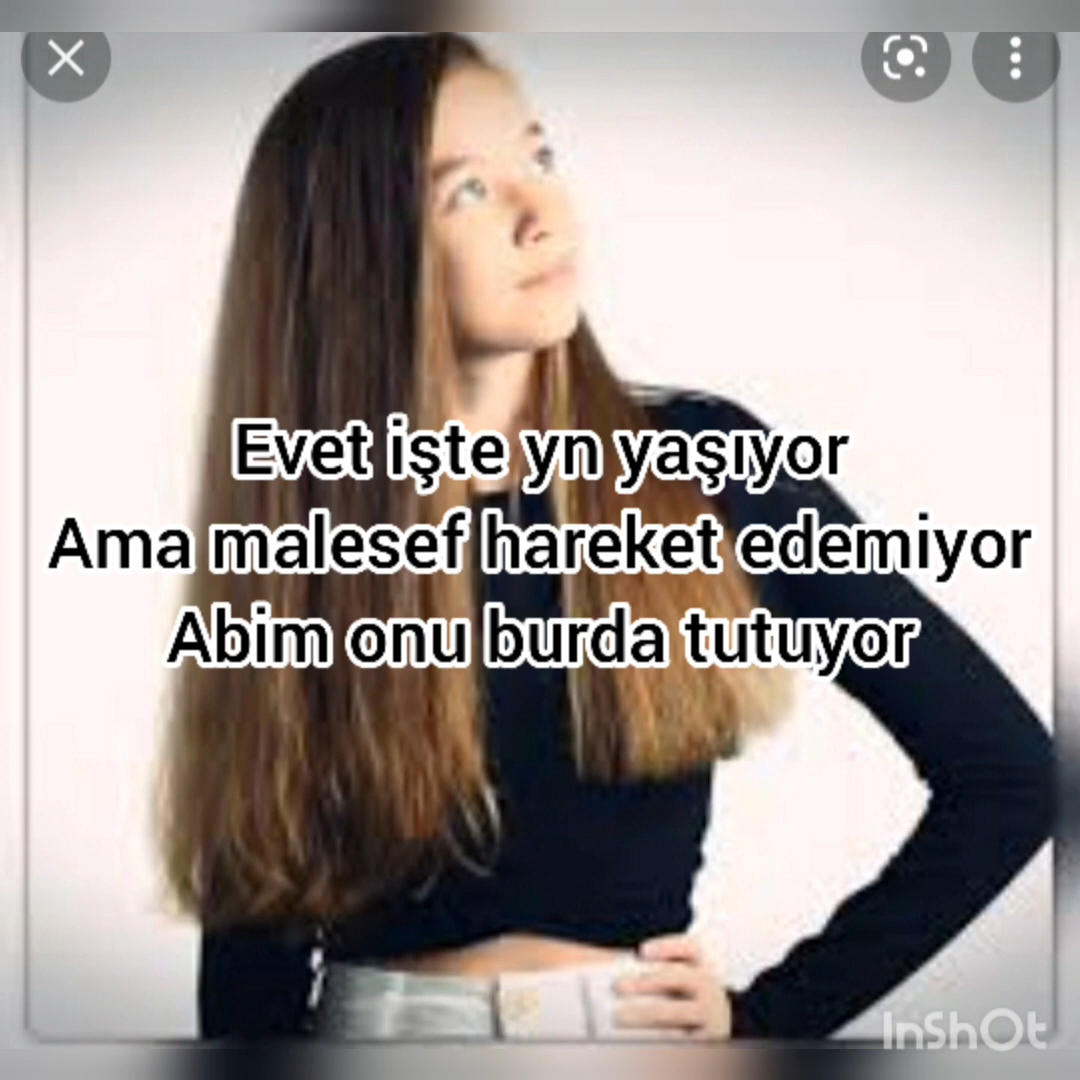 Evet işte yn yaşıyor
Ama malesef hareket edemiyor
Abim onu burda tutuyor
InShOt